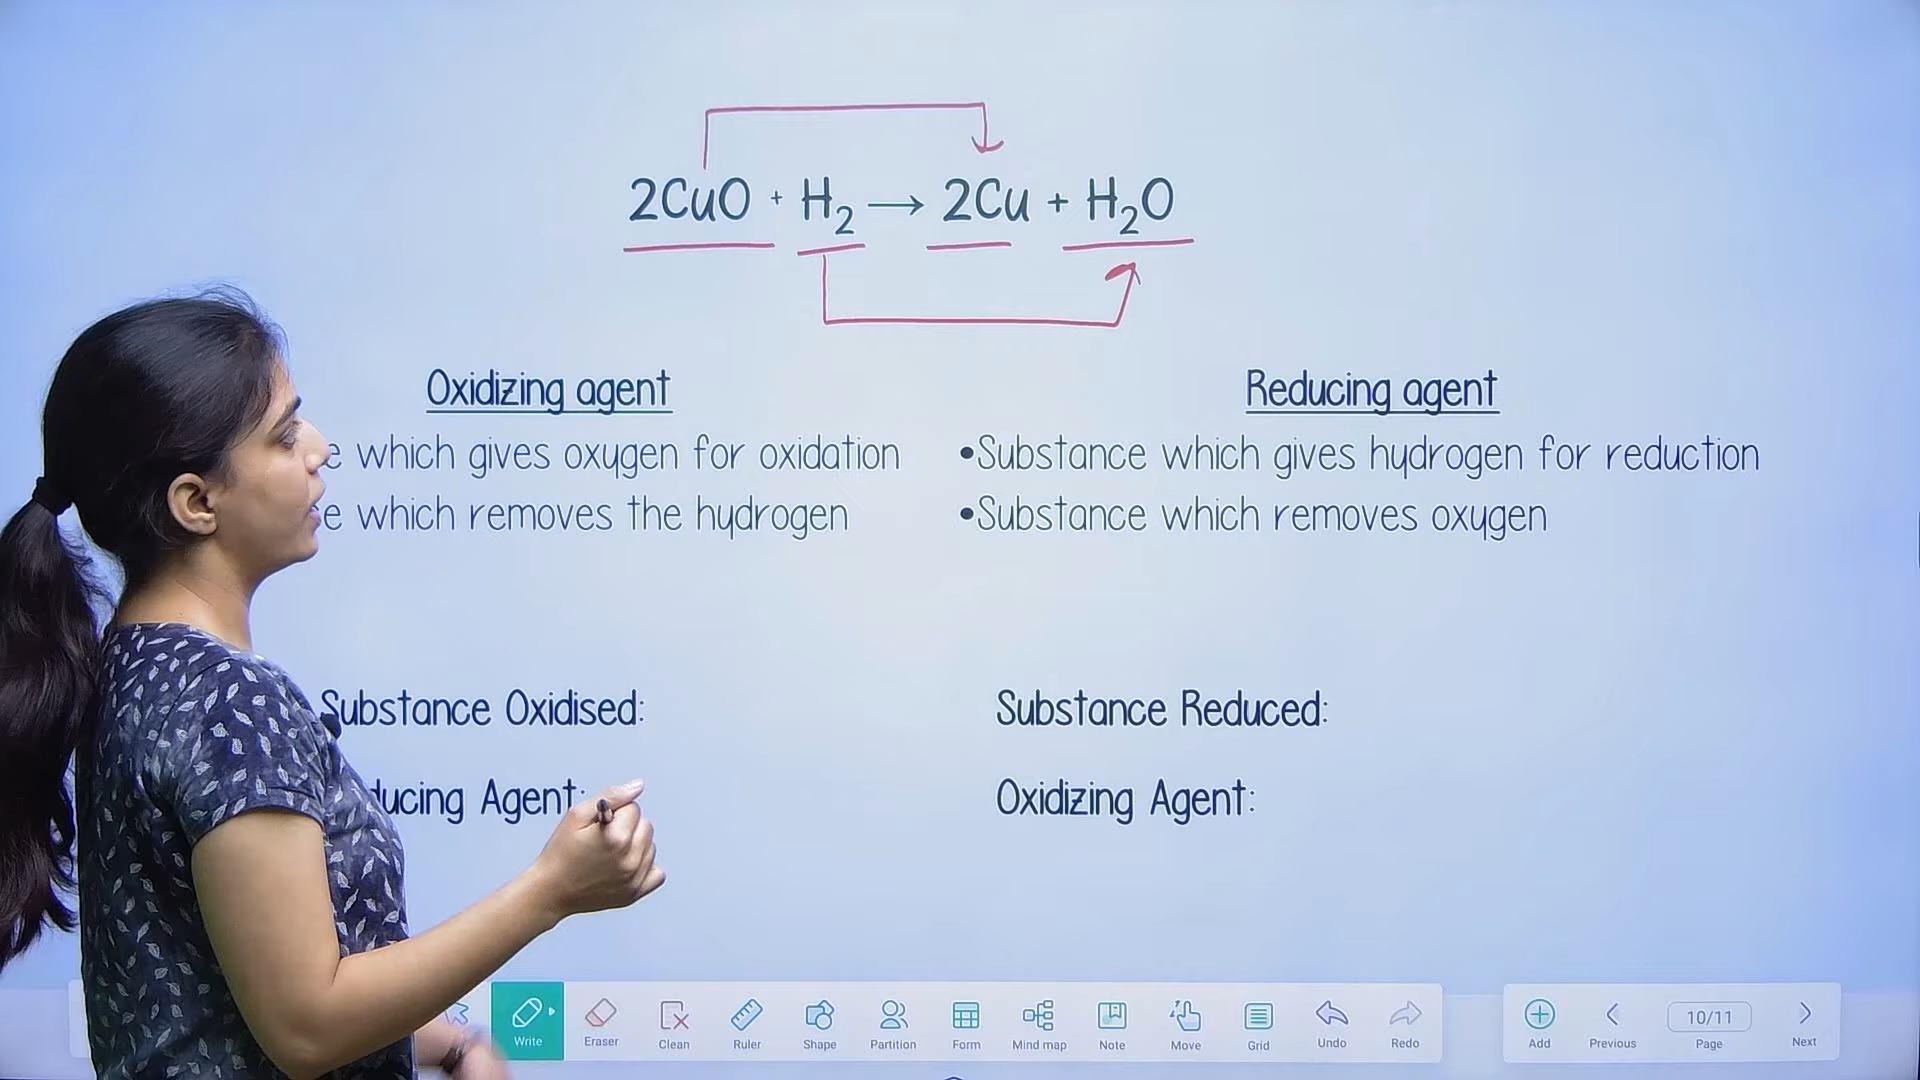 2CuO + H₂ → 2Cu + H₂O
Oxidizing agent
which gives oxygen for oxidation
which removes the hydrogen
Reducing agent
•Substance which gives hydrogen for reduction
•Substance which removes oxygen
Substance Oxidised:
Substance Reduced:
Agent:
Oxidizing Agent:
Write
Eraser
Clean
Ruler
Shape
Partition
Form
Mind map
Note
Move
Grid
Undo
Redo
Add
Previous
10/11
Page
Next